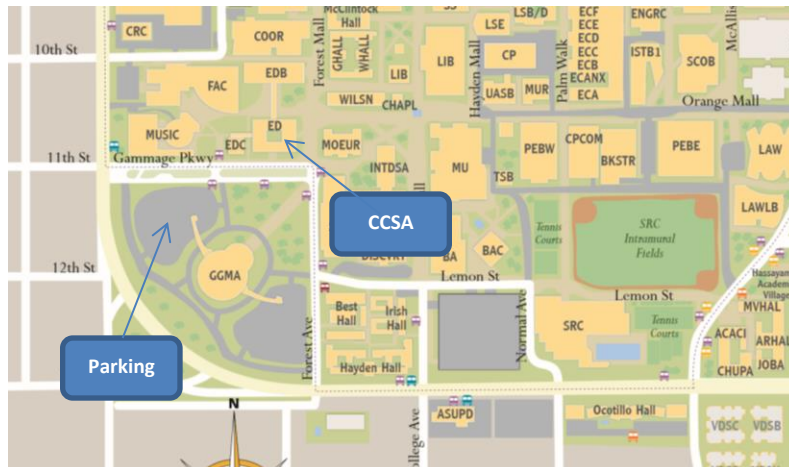 McClintock
Hall
LSE
LSB/D
ECF
ECE
ECD
ECC
ECB
ECANX
ECA
ENGRC
McAllis
CRC
COOR
Forest Mall
GHALL
WHALL
LIB
LIB
Hayden Mall
CP
Palm Walk
ISTB1
SCOB
10th St
EDB
FAC
UASB
MUR
Orange Mall
WILSN
CHAPL
MUSIC
ED
EDC
MOEUR
MU
PEBW
CPCOM
BKSTR
PEBE
LAW
11th St
Gammage Pkwy
INTDSA
TSB
CCSA
LAWLB
Tennis
Courts
SRC
Intramural
Fields
BA
BAC
12th St
GGMA
Lemon St
Hassayam
Academ
Village
Lemon St
MVHAL
Best
Hall
Irish
Hall
Forest Ave
Normal Ave
SRC
Tennis
Courts
ACACI
ARHAL
Parking
Hayden Hall
CHUPA
JOBA
N
ollege Ave
ASUPD
Ocotillo Hall
VDSC
VDSB